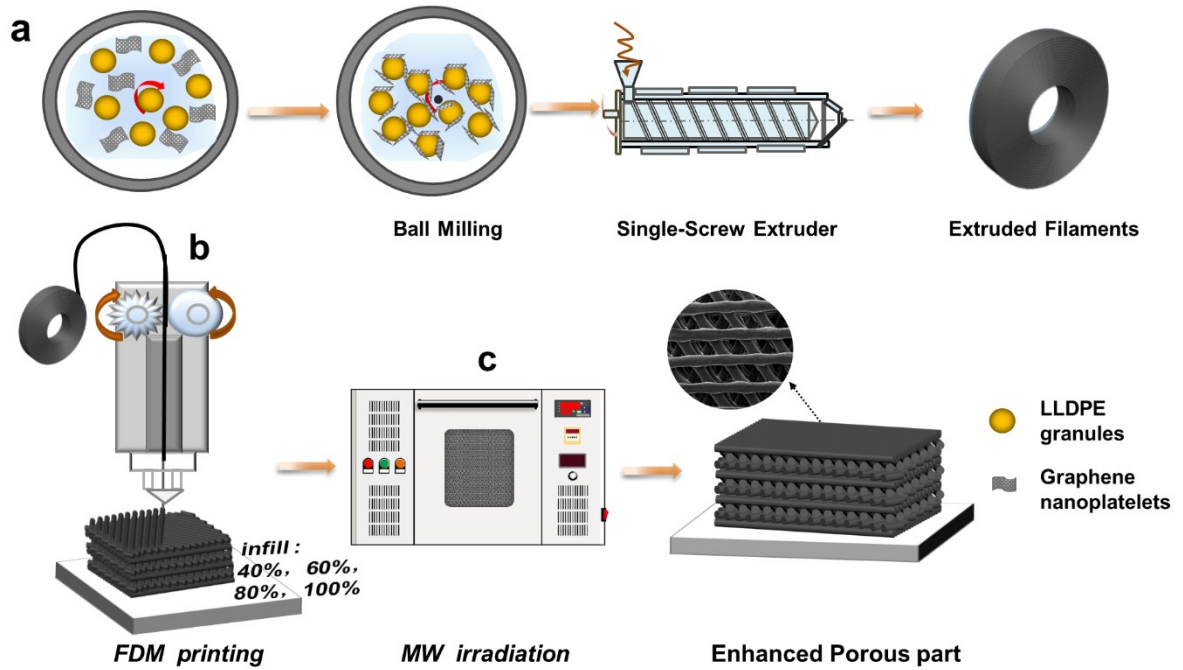 a
Ball Milling
Single-Screw Extruder
Extruded Filaments
b
c
LLDPE
granules
Graphene
nanoplatelets
infill :
40%, 60%,
80%, 100%
FDM printing
MW irradiation
Enhanced Porous part